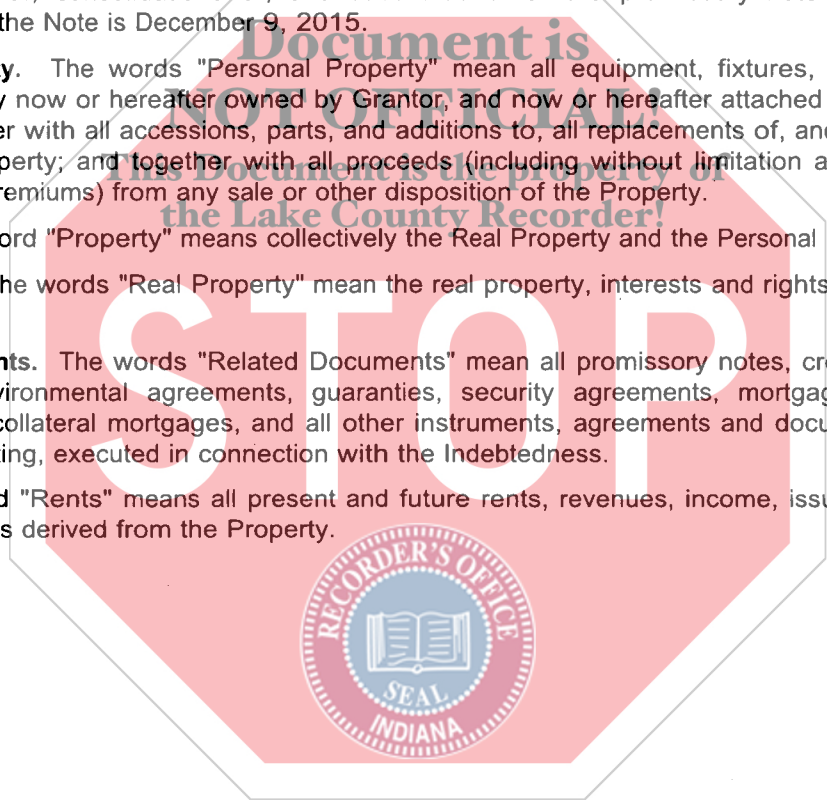 the Note is December 9, 2015.
Document is
y. The words "Personal Property" mean all equipment, fixtures,
y now or hereafter owned by Grantor, and now or hereafter attached
NOT OFFICIAL!
er with all accessions, parts, and additions to, all replacements of, and
perty; and together with all proceeds (including without limitation a
This Document is the property of
remiums) from any sale or other disposition of the Property.
the Lake County Recorder!
ord "Property" means collectively the Real Property and the Personal
he words "Real Property" mean the real property, interests and rights
STOP
nts. The words "Related Documents" mean all promissory notes, cre
vironmental agreements, guaranties, security agreements, mortgag
collateral mortgages, and all other instruments, agreements and docu
ing, executed in connection with the Indebtedness.
d "Rents" means all present and future rents, revenues, income, issu
s derived from the Property.
RECORDER'S OFFICE
SEAL
INDIANA